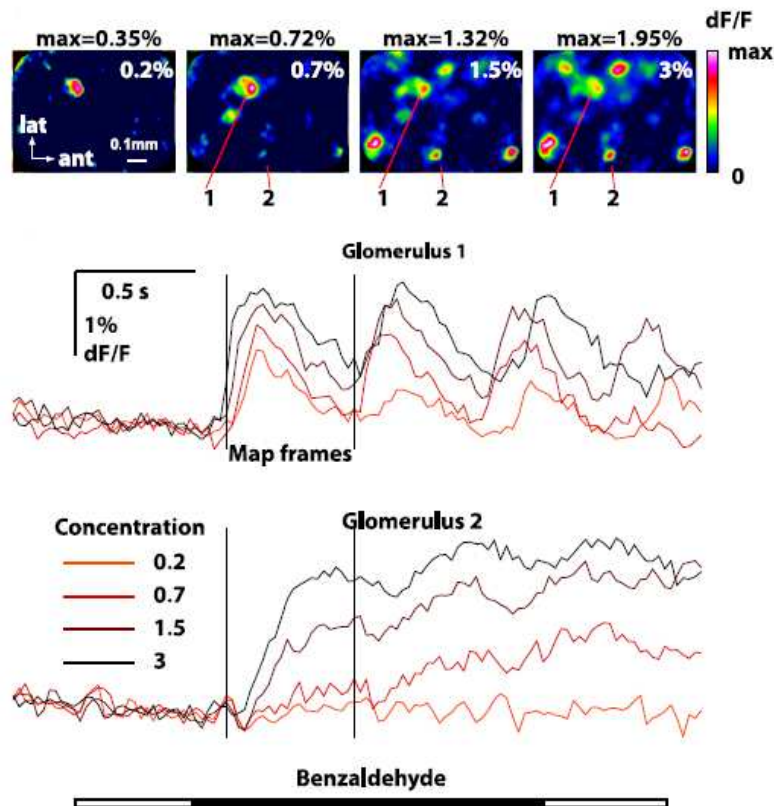 dF/F
max=0.35% max=0.72% max=1.32% max=1.95%
0.2% 0.7% 1.5% 3%
max
lat
ant
0.1mm
0
1 2 1 2 1 2
Glomerulus 1
0.5 s
1%
dF/F
Map frames
Concentration
Glomerulus 2
0.2
0.7
1.5
3
Benzaldehyde